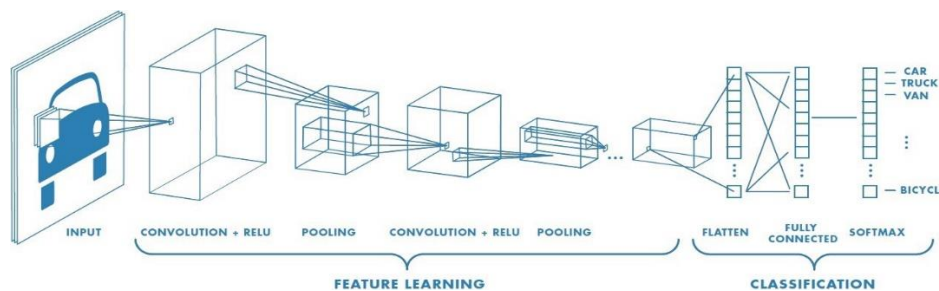 CAR
TRUCK
VAN
BICYCL
INPUT
CONVOLUTION + RELU
POOLING
CONVOLUTION + RELU
POOLING
FLATTEN
FULLY
CONNECTED
SOFTMAX
FEATURE LEARNING
CLASSIFICATION